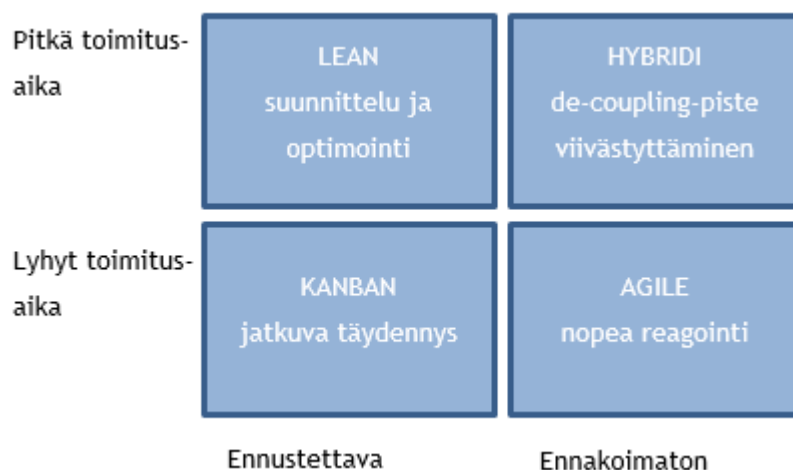 Pitkä toimitus-
aika
LEAN
suunnittelu ja
optimointi
HYBRIDI
de-coupling-piste
viivästyttäminen
Lyhyt toimitus-
aika
KANBAN
jatkuva täydennys
AGILE
nopea reagointi
Ennustettava
Ennakoimaton